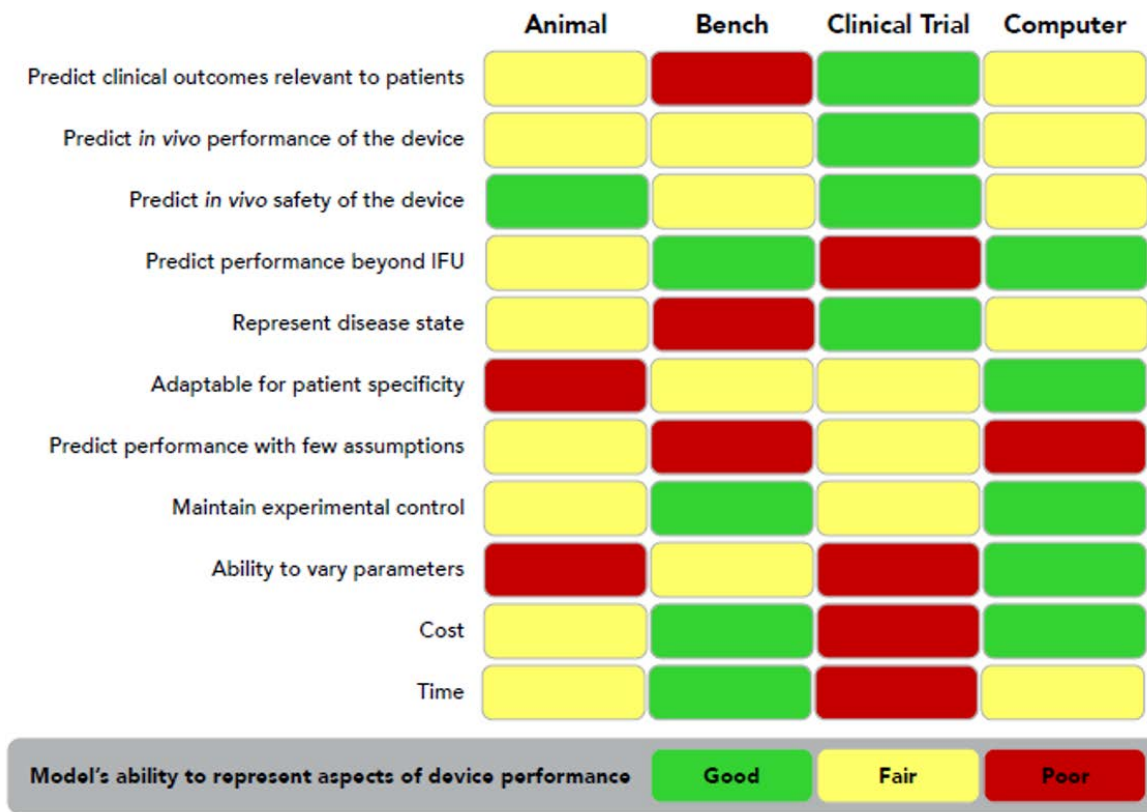 Animal Bench Clinical Trial Computer
Predict clinical outcomes relevant to patients
Predict in vivo performance of the device
Predict in vivo safety of the device
Predict performance beyond IFU
Represent disease state
Adaptable for patient specificity
Predict performance with few assumptions
Maintain experimental control
Ability to vary parameters
Cost
Time
Model's ability to represent aspects of device performance Good Fair Poor